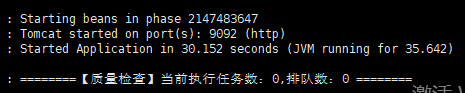 : Starting beans in phase 2147483647
: Tomcat started on port(s): 9092 (http)
: Started Application in 30.152 seconds (JVM running for 35.642)
: ========【质量检查】当前执行任务数：0,排队数：0 ========
激活